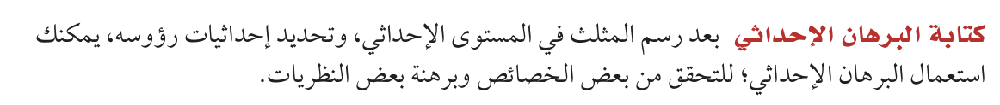 كتابة البرهان الإحداثي بعد رسم المثلث في المستوى الإحداثي، وتحديد إحداثيات رؤوسه، يمكنك
استعمال البرهان الإحداثي؛ للتحقق من بعض الخصائص وبرهنة بعض النظريات.